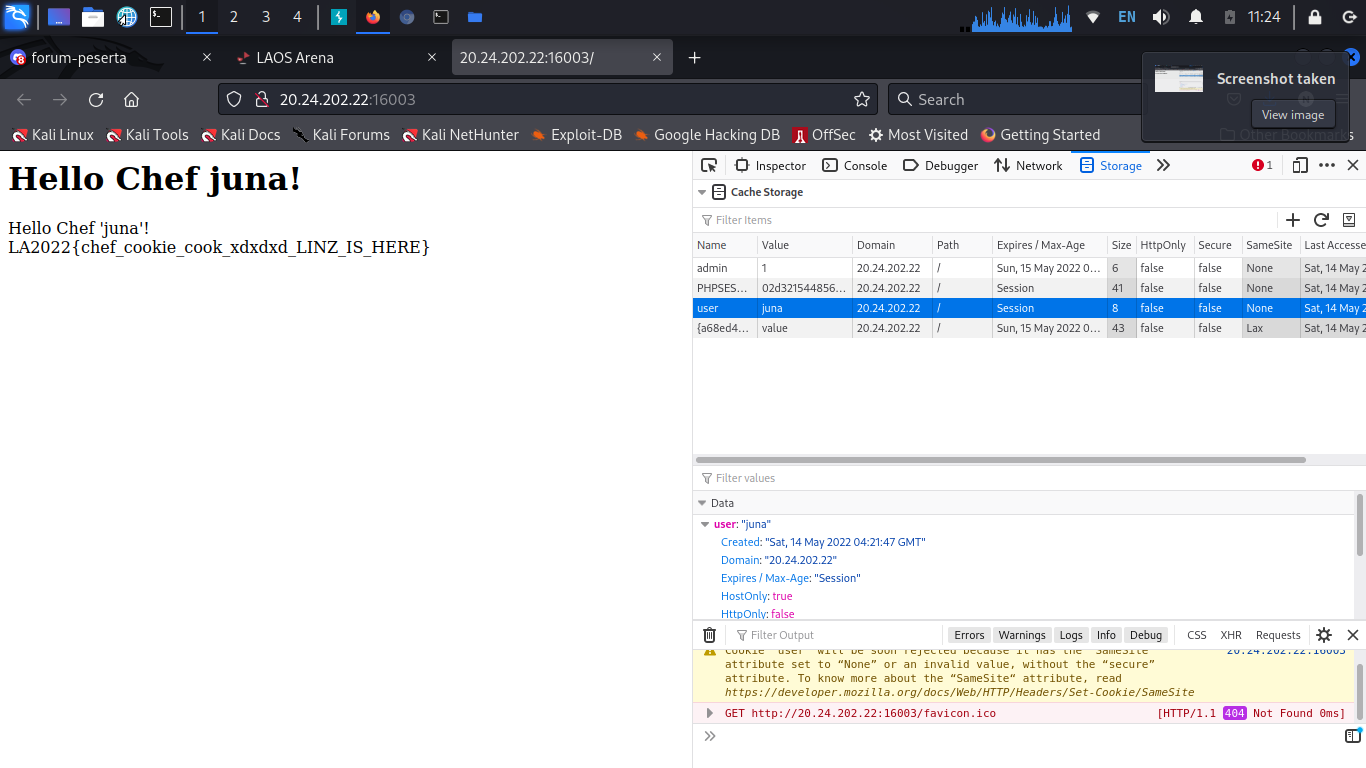 1 2 3 4 EN 11:24
forum-peserta × LAOS Arena × 20.24.202.22:16003/ × +
Screenshot taken
View image
20.24.202.22:16003 Search
Kali Linux Kali Tools Kali Docs Kali Forums Kali NetHunter Exploit-DB Google Hacking DB OffSec Most Visited Getting Started Other Bookmarks
Hello Chef juna!
Hello Chef 'juna'!
LA2022{chef_cookie_cook_xdxdxd_LINZ_IS_HERE}
Inspector Console Debugger Network Storage 1
Cache Storage
Filter Items
Name Value Domain Path Expires / Max-Age Size HttpOnly Secure SameSite Last Accesse
admin 1 20.24.202.22 / Sun, 15 May 2022 0... 6 false false None Sat, 14 May 2
PHPSES... 02d321544856... 20.24.202.22 / Session 41 false false None Sat, 14 May 2
user juna 20.24.202.22 / Session 8 false false None Sat, 14 May 2
{a68ed4... value 20.24.202.22 / Sun, 15 May 2022 0... 43 false false Lax Sat, 14 May 2
Filter values
Data
user: "juna"
Created: "Sat, 14 May 2022 04:21:47 GMT"
Domain: "20.24.202.22"
Expires / Max-Age: "Session"
HostOnly: true
HttpOnly: false
Filter Output Errors Warnings Logs Info Debug CSS XHR Requests
Cookie “user” will be soon rejected because it has the “SameSite” 20.24.202.22:16003
attribute set to “None” or an invalid value, without the “secure”
attribute. To know more about the “SameSite“ attribute, read
https://developer.mozilla.org/docs/Web/HTTP/Headers/Set-Cookie/SameSite
GET http://20.24.202.22:16003/favicon.ico [HTTP/1.1 404 Not Found 0ms]